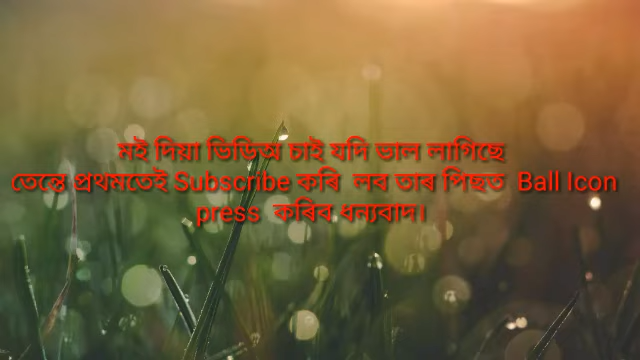 মই দিয়া ভিডিঅ চাই যদি ভাল লাগিছে
তেন্তে প্ৰথমতেই Subscribe কৰি লব তাৰ পিছত Ball Icon
press কৰিব ধন্যবাদ।